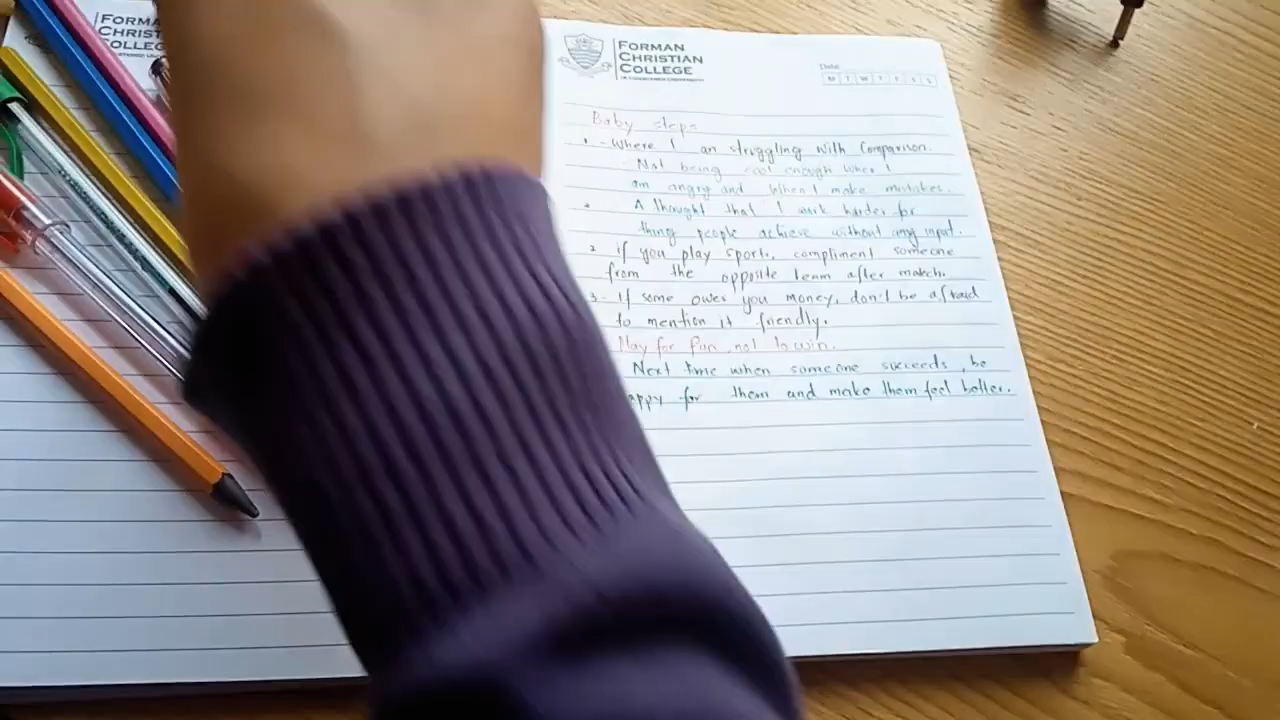 FORMAN
CHRISTIAN
COLLEGE
Date:
M T W T F S S
Baby steps
1 - Where I am struggling with Comparison.
Not being cool enough when I
am angry and When I make mistakes.
A thought that I work harder for
thing people achieve without any input.
2 if you play sports, compliment someone
from the opposite team after match.
3 - if some owes you money, don't be afraid
to mention it friendly.
Play for fun, not to win.
Next time when someone succeeds, be
appy for them and make them feel better.
FORMA
CHRIST
COLLEG